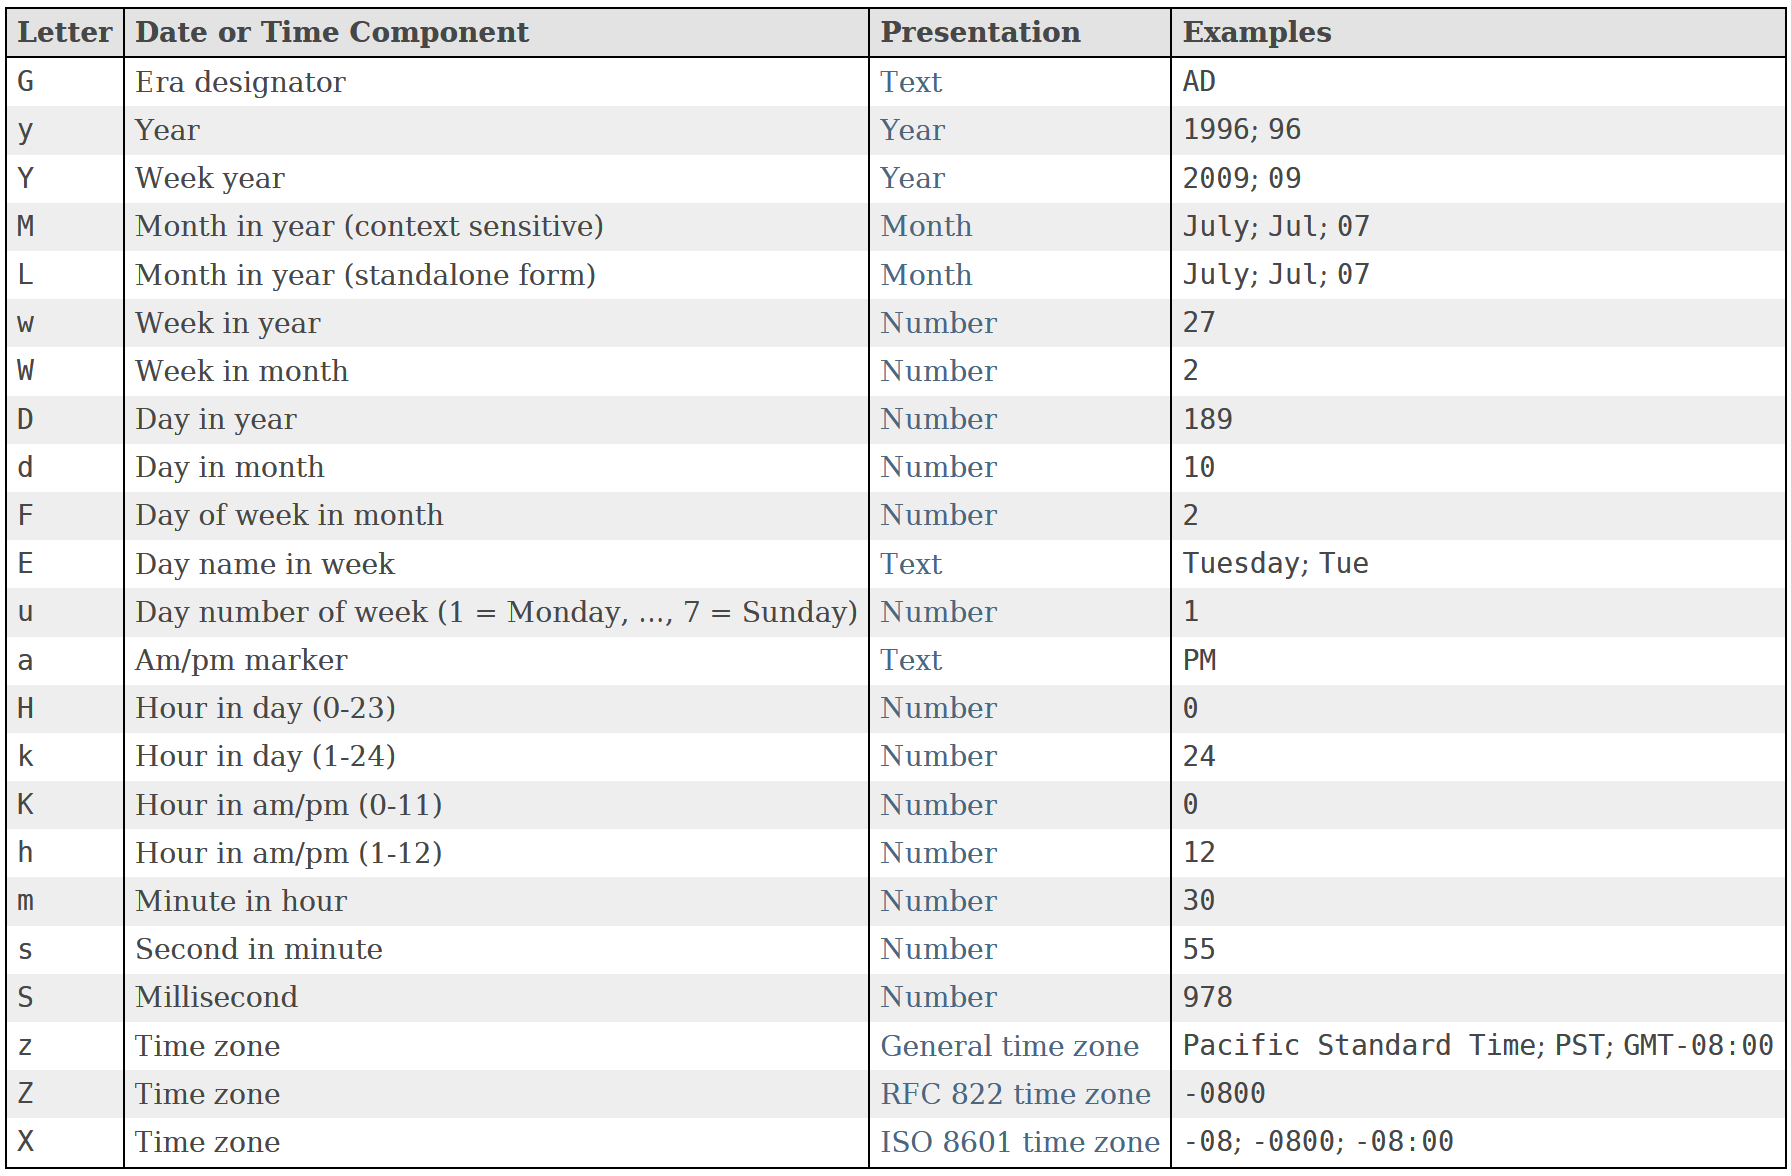 Letter Date or Time Component Presentation Examples
G Era designator Text AD
y Year Year 1996; 96
Y Week year Year 2009; 09
M Month in year (context sensitive) Month July; Jul; 07
L Month in year (standalone form) Month July; Jul; 07
w Week in year Number 27
W Week in month Number 2
D Day in year Number 189
d Day in month Number 10
F Day of week in month Number 2
E Day name in week Text Tuesday; Tue
u Day number of week (1 = Monday, ..., 7 = Sunday) Number 1
a Am/pm marker Text PM
H Hour in day (0-23) Number 0
k Hour in day (1-24) Number 24
K Hour in am/pm (0-11) Number 0
h Hour in am/pm (1-12) Number 12
m Minute in hour Number 30
s Second in minute Number 55
S Millisecond Number 978
z Time zone General time zone Pacific Standard Time; PST; GMT-08:00
Z Time zone RFC 822 time zone -0800
X Time zone ISO 8601 time zone -08; -0800; -08:00